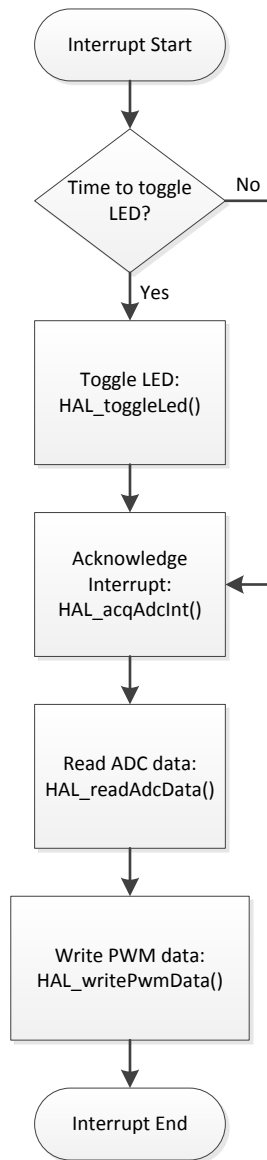 Interrupt Start
Time to toggle
LED?
No
Yes
Toggle LED:
HAL_toggleLed()
Acknowledge
Interrupt:
HAL_acqAdcInt()
Read ADC data:
HAL_readAdcData()
Write PWM data:
HAL_writePwmData()
Interrupt End